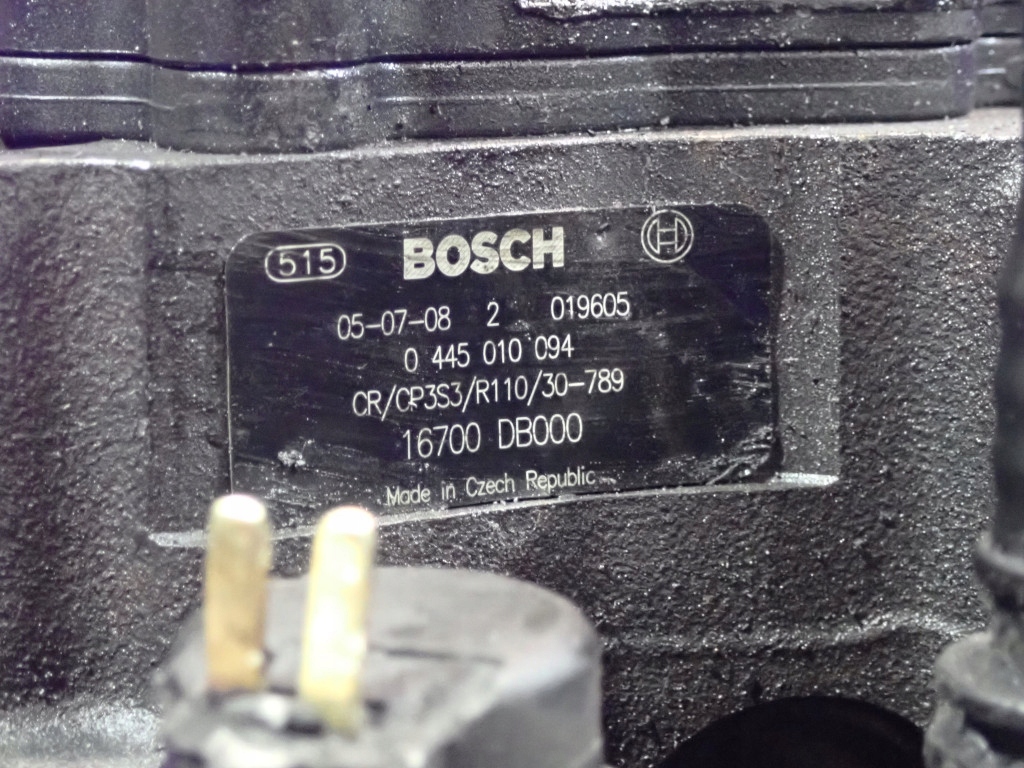 515 BOSCH
05-07-08 2 019605
0 445 010 094
CR/CP3S3/R110/30-789
16700 DB000
Made in Czech Republic